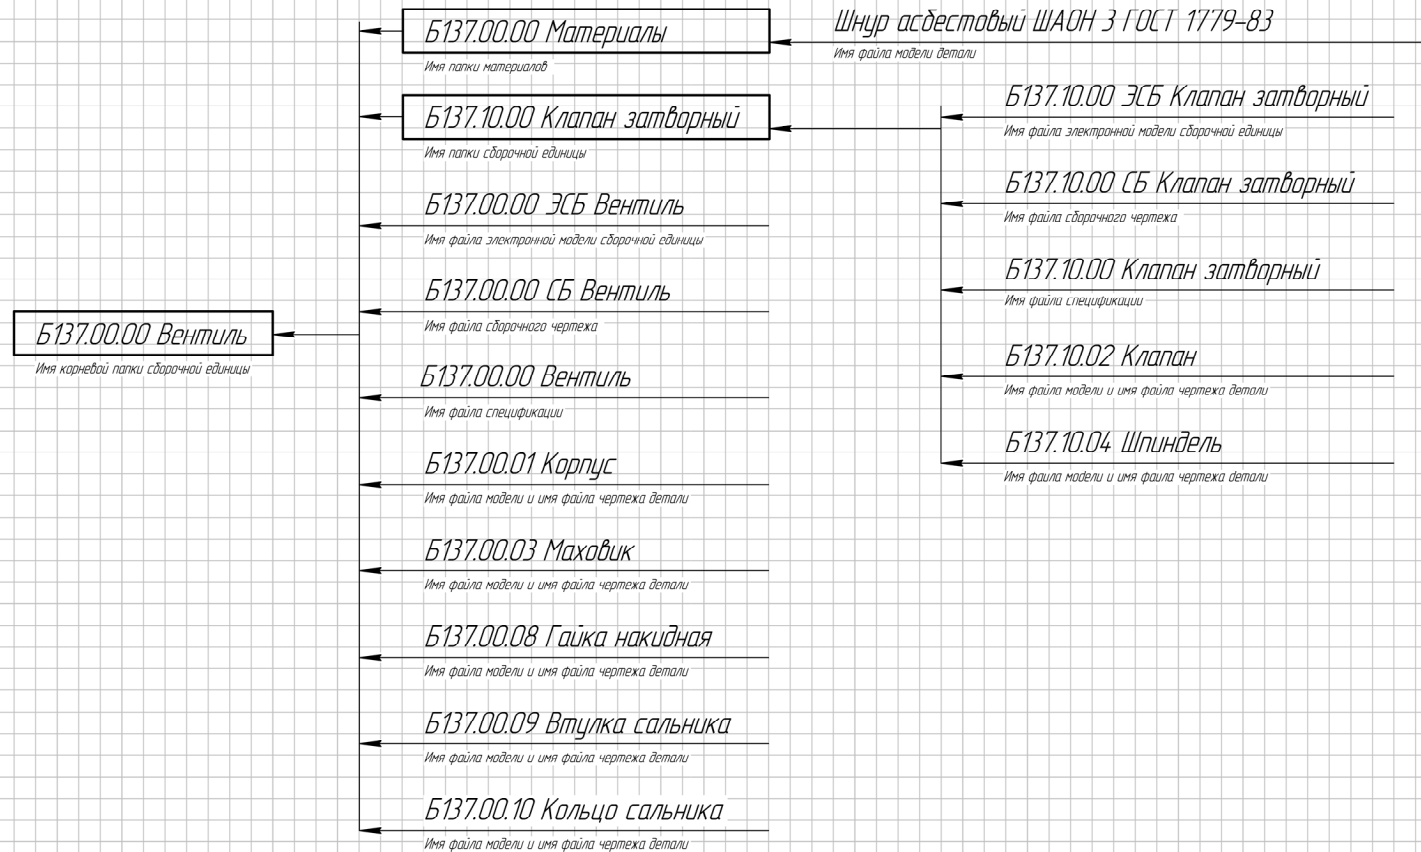 Б137.00.00 Вентиль
Имя корневой папки сборочной единицы
Б137.00.00 Материалы
Имя папки материалов
Б137.10.00 Клапан затворный
Имя папки сборочной единицы
Б137.00.00 ЭСБ Вентиль
Имя файла электронной модели сборочной единицы
Б137.00.00 СБ Вентиль
Имя файла сборочного чертежа
Б137.00.00 Вентиль
Имя файла спецификации
Б137.00.01 Корпус
Имя файла модели и имя файла чертежа детали
Б137.00.03 Маховик
Имя файла модели и имя файла чертежа детали
Б137.00.08 Гайка накидная
Имя файла модели и имя файла чертежа детали
Б137.00.09 Втулка сальника
Имя файла модели и имя файла чертежа детали
Б137.00.10 Кольцо сальника
Имя файла модели и имя файла чертежа детали
Шнур асбестовый ШАОН 3 ГОСТ 1779-83
Имя файла модели детали
Б137.10.00 ЭСБ Клапан затворный
Имя файла электронной модели сборочной единицы
Б137.10.00 СБ Клапан затворный
Имя файла сборочного чертежа
Б137.10.00 Клапан затворный
Имя файла спецификации
Б137.10.02 Клапан
Имя файла модели и имя файла чертежа детали
Б137.10.04 Шпиндель
Имя файла модели и имя файла чертежа детали